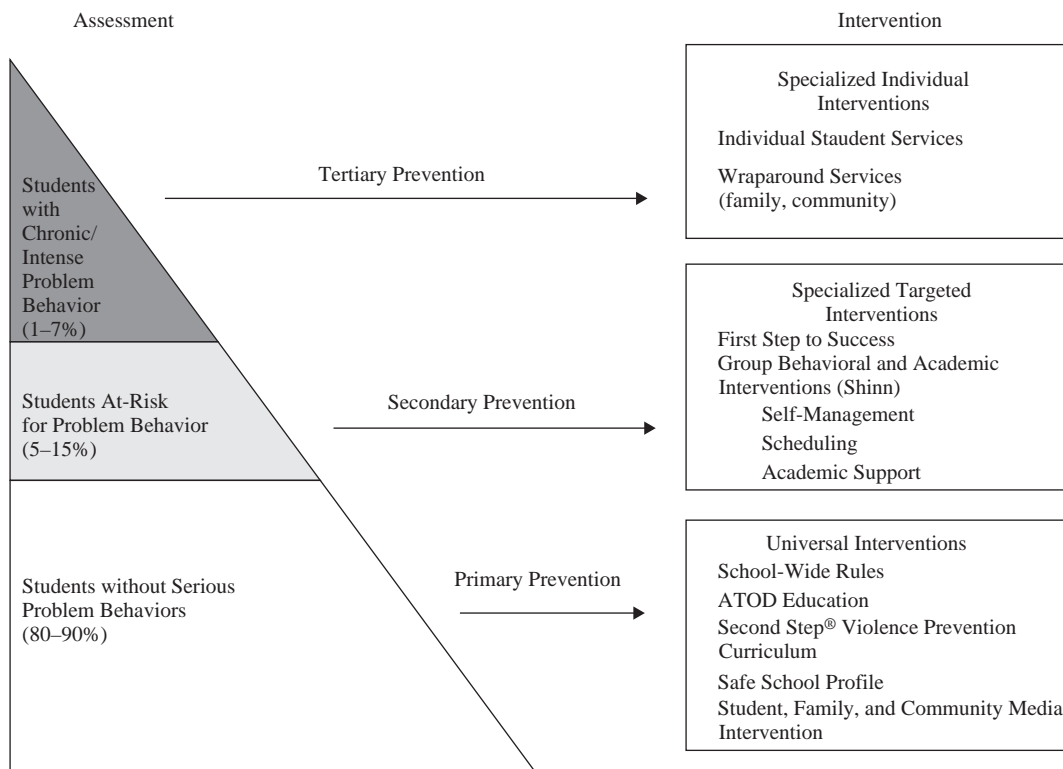 Assessment
Intervention
Students
with
Chronic/
Intense
Problem
Behavior
(1–7%)
Tertiary Prevention
Specialized Individual
Interventions
Individual Staudent Services
Wraparound Services
(family, community)
Students At-Risk
for Problem Behavior
(5–15%)
Secondary Prevention
Specialized Targeted
Interventions
First Step to Success
Group Behavioral and Academic
Interventions (Shinn)
Self-Management
Scheduling
Academic Support
Students without Serious
Problem Behaviors
(80–90%)
Primary Prevention
Universal Interventions
School-Wide Rules
ATOD Education
Second Step® Violence Prevention
Curriculum
Safe School Profile
Student, Family, and Community Media
Intervention